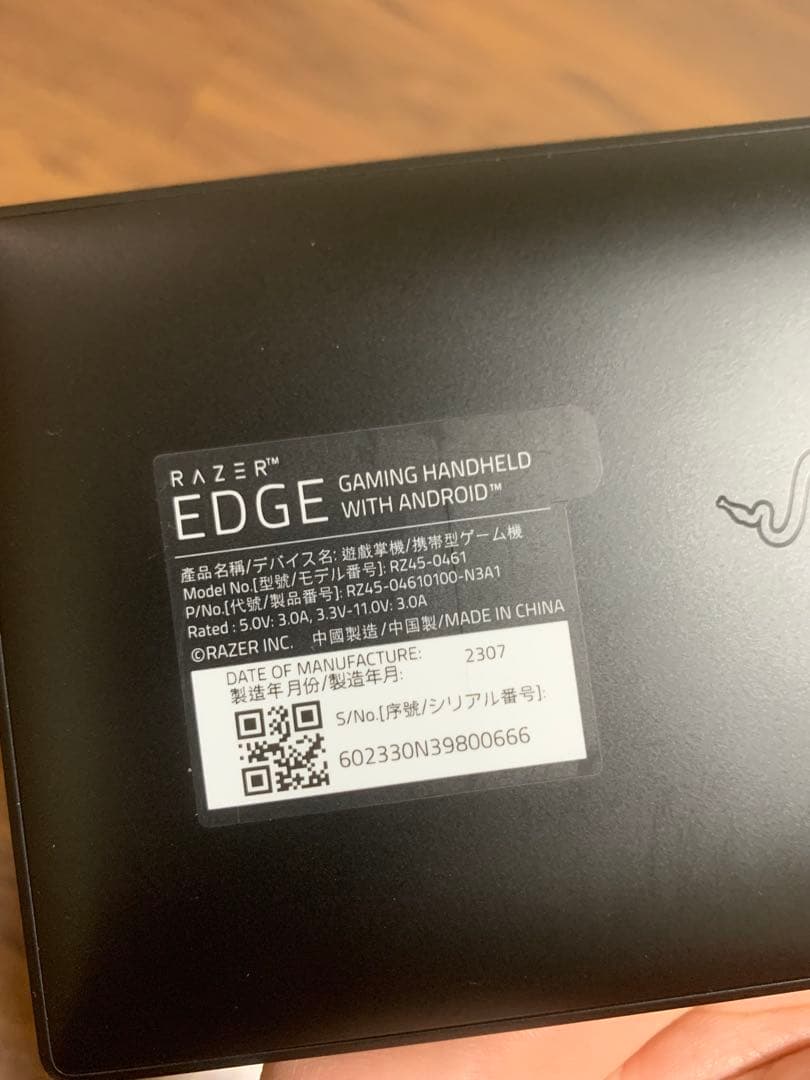 RAZER™
EDGE GAMING HANDHELD
WITH ANDROID™
產品名稱/デバイス名: 遊戲掌機/携帯型ゲーム機
Model No.[型號/モデル番号]: RZ45-0461
P/No.[代號/製品番号]: RZ45-04610100-N3A1
Rated : 5.0V: 3.0A, 3.3V-11.0V: 3.0A
©RAZER INC. 中國製造/中国製/MADE IN CHINA
DATE OF MANUFACTURE: 2307
製造年月份/製造年月:
S/No.[序號/シリアル番号]:
602330N39800666